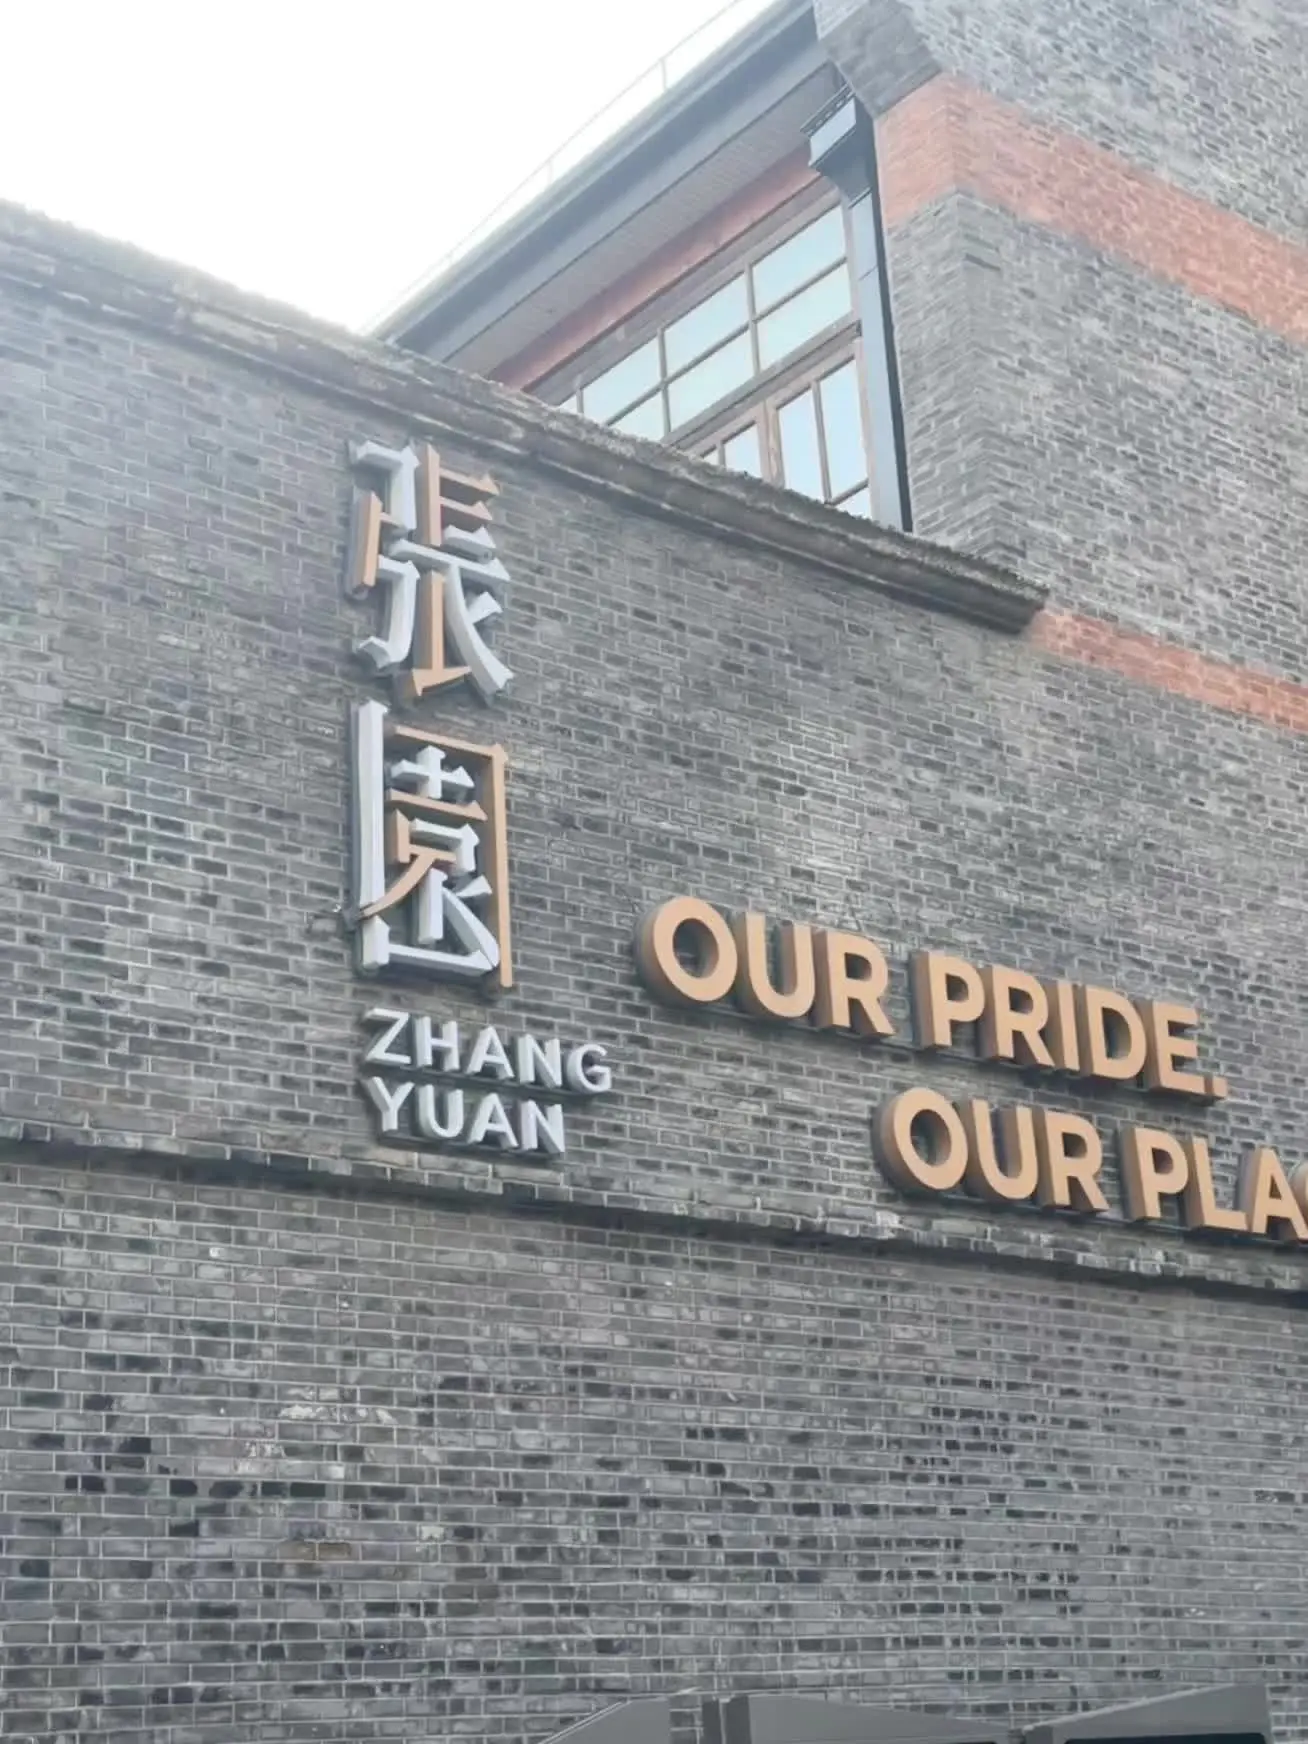 張園
ZHANG
YUAN
OUR PRIDE.
OUR PLA